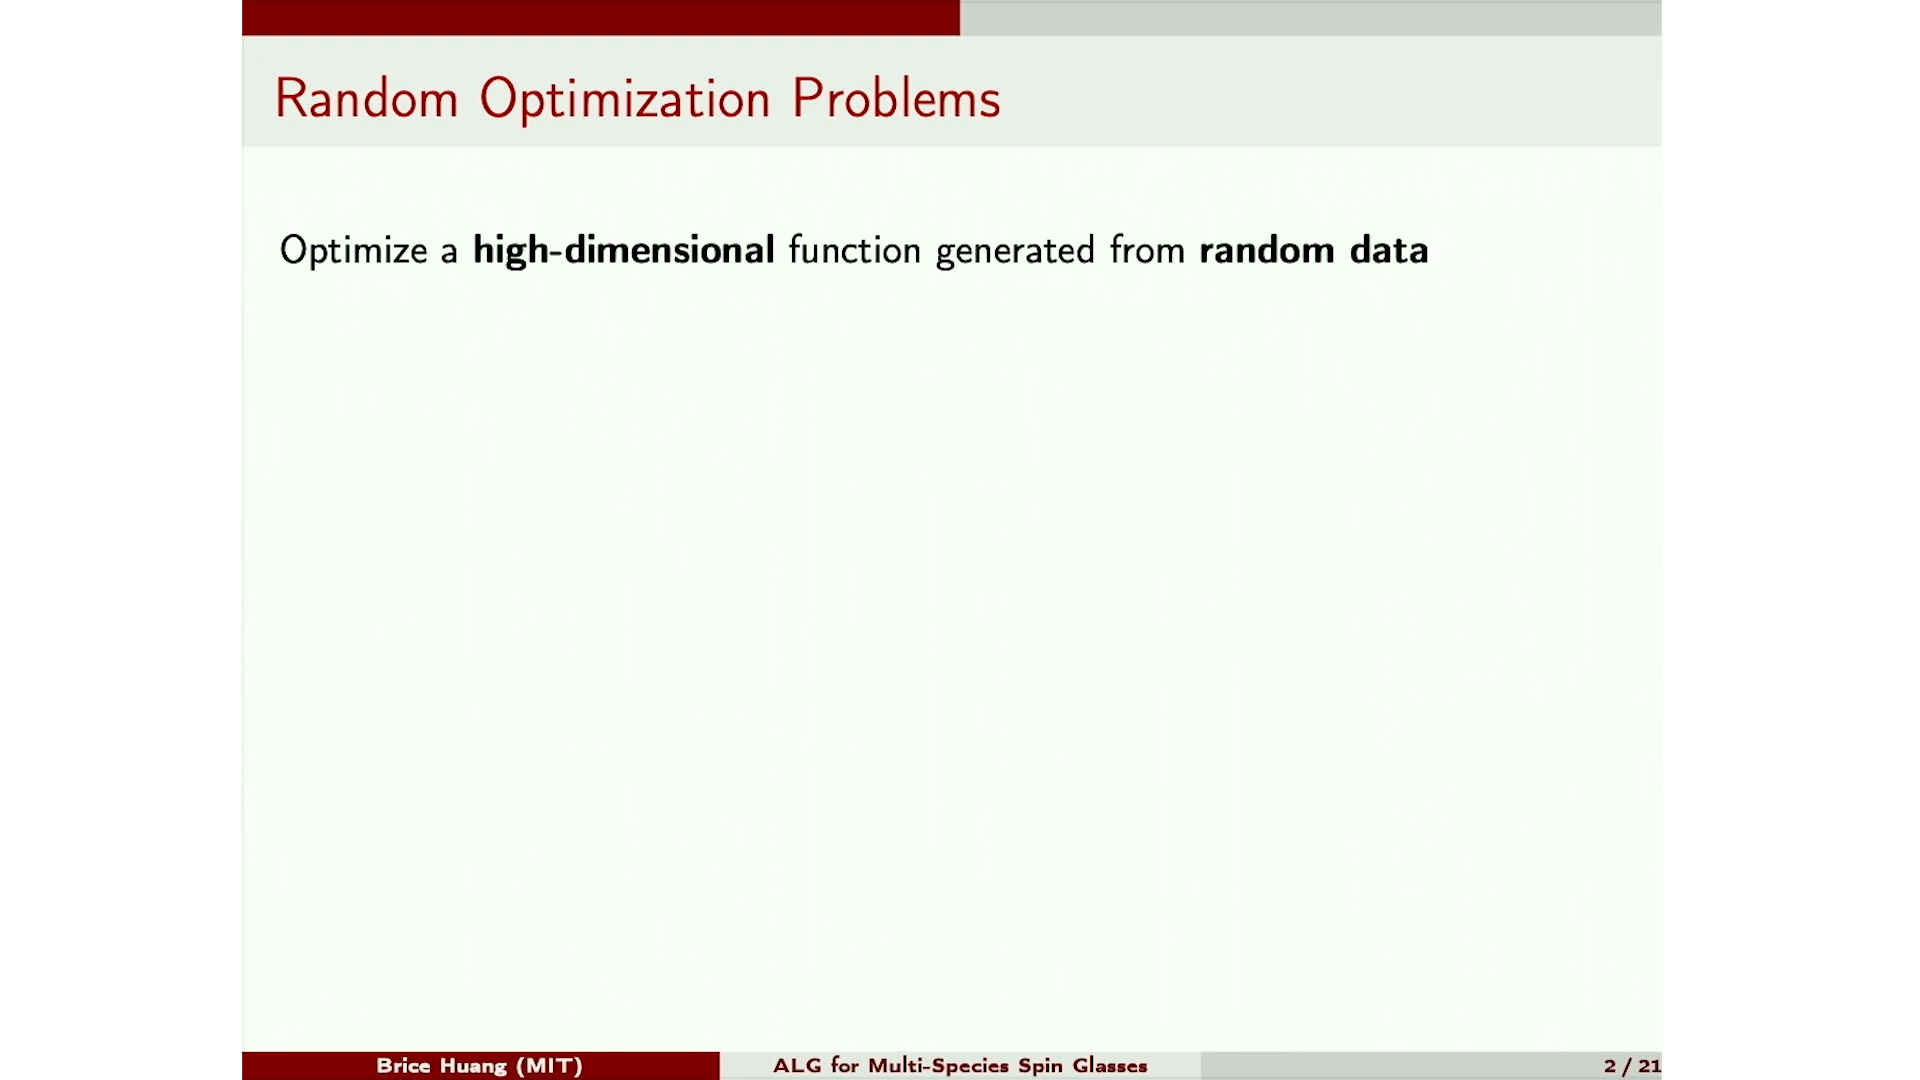 Random Optimization Problems
Optimize a high-dimensional function generated from random data
Brice Huang (MIT)
ALG for Multi-Species Spin Glasses
2 / 21